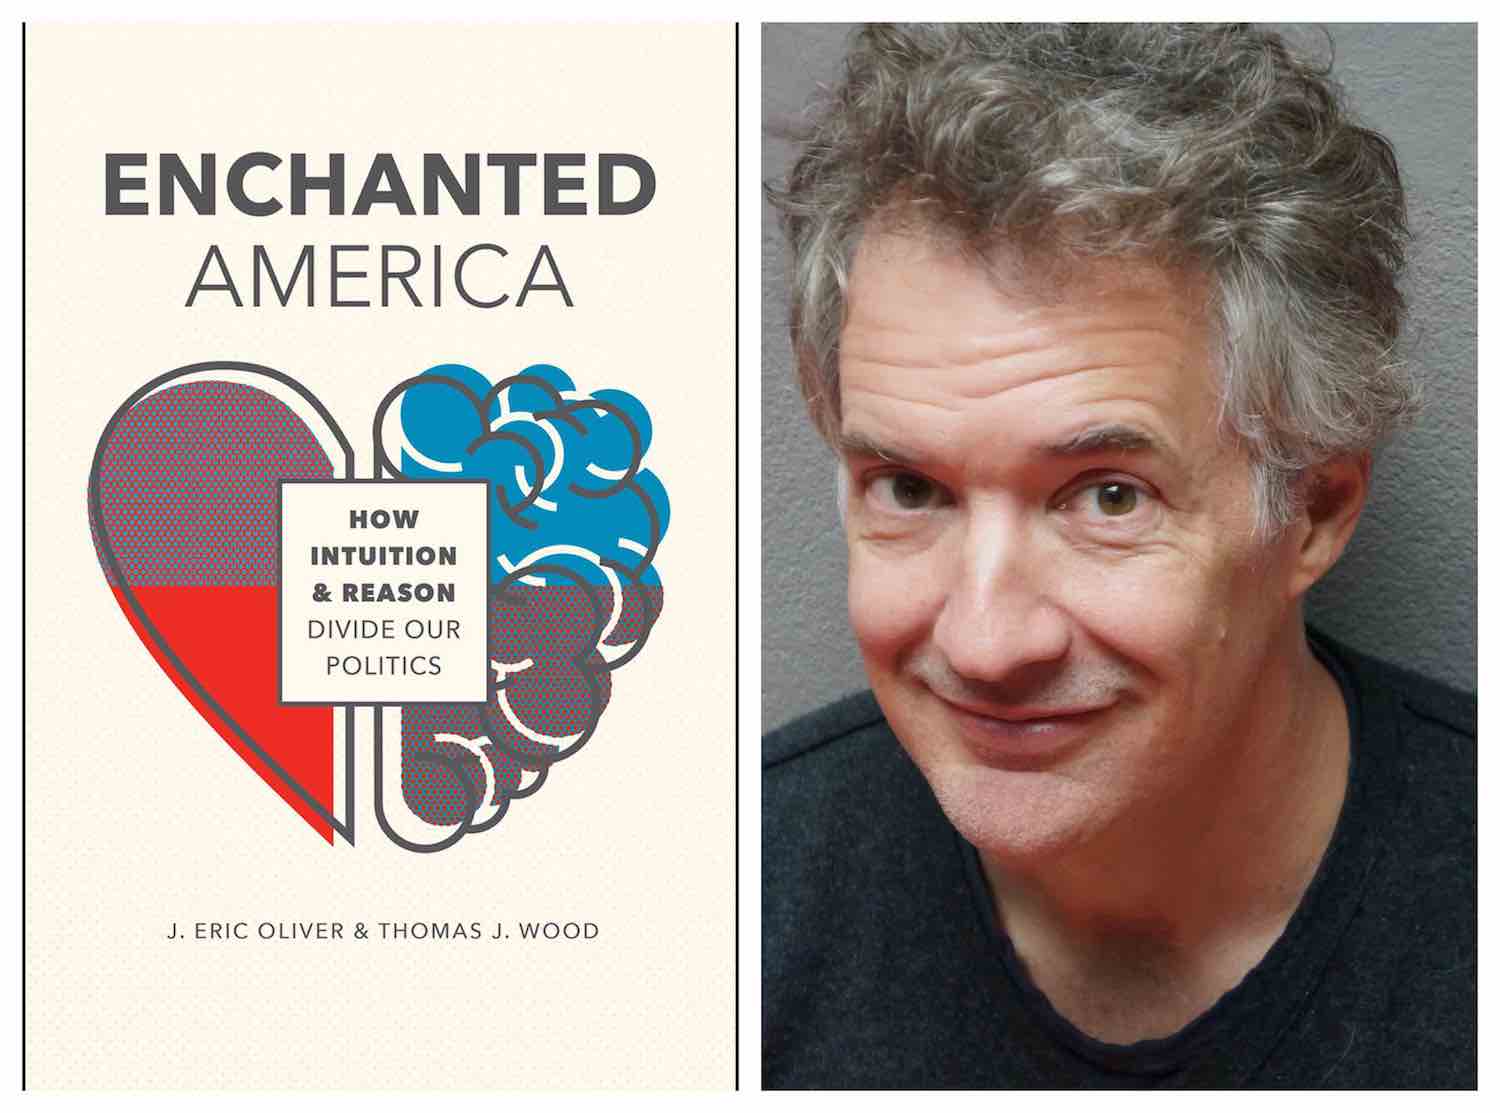 ENCHANTED
AMERICA
HOW
INTUITION
& REASON
DIVIDE OUR
POLITICS
J. ERIC OLIVER & THOMAS J. WOOD